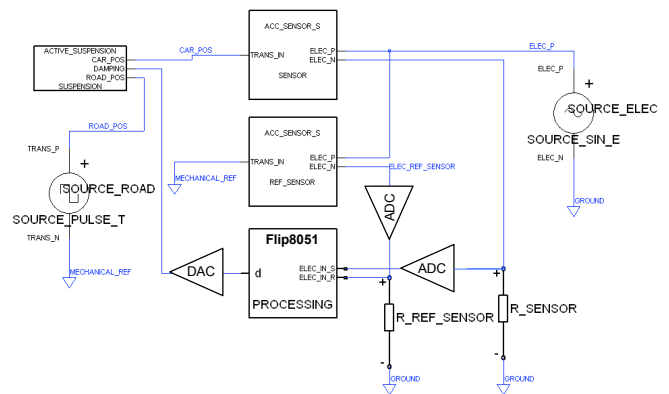 ACC_SENSOR_S
ACTIVE_SUSPENSION
CAR_POS
DAMPING
ROAD_POS
SUSPENSION
CAR_POS
TRANS_IN
ELEC_P
ELEC_N
SENSOR
ELEC_P
ELEC_P
+
SOURCE_ELEC
SOURCE_SIN_E
ELEC_N
GROUND
ROAD_POS
ACC_SENSOR_S
TRANS_IN
ELEC_P
ELEC_N
REF_SENSOR
MECHANICAL_REF
ELEC_REF_SENSOR
TRANS_P
+
SOURCE_ROAD
SOURCE_PULSE_T
TRANS_N
MECHANICAL_REF
ADC
DAC
Flip8051
d
ELEC_IN_S
ELEC_IN_R
PROCESSING
ADC
+
R_REF_SENSOR
-
GROUND
+
R_SENSOR
-
GROUND